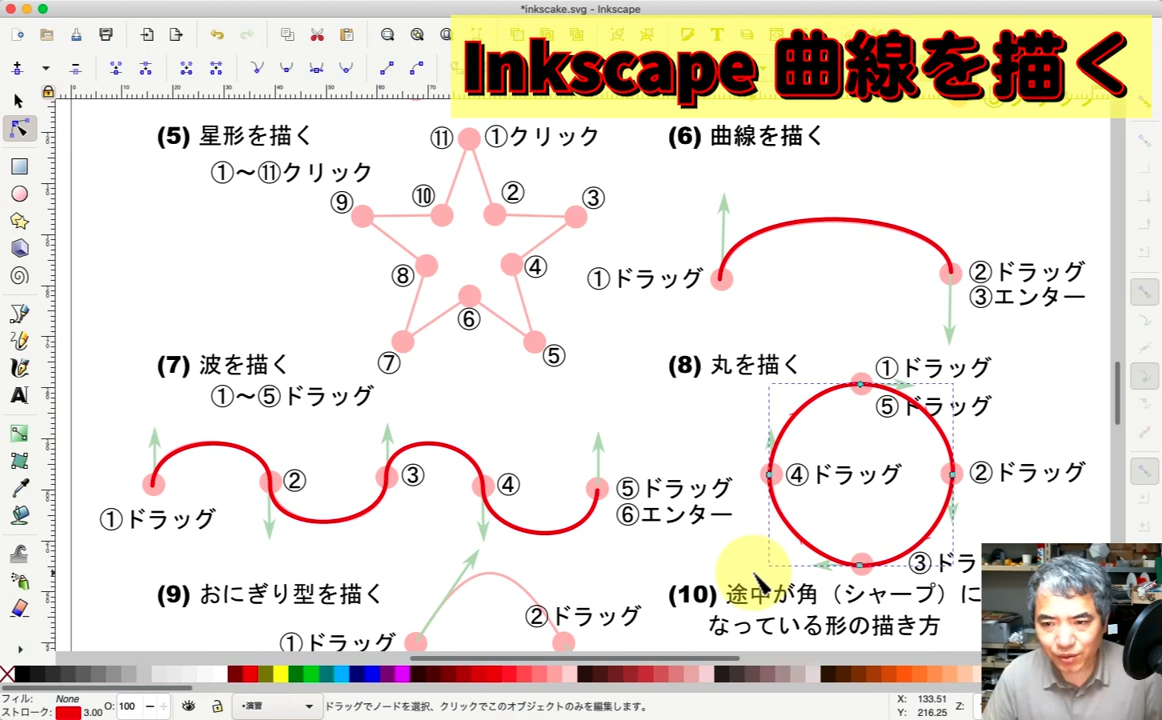 *inkscake.svg - Inkscape
Inkscape 曲線を描く
(5) 星形を描く
①～⑪クリック
⑪
①クリック
⑩
②
⑨
③
⑧
④
⑥
⑦
⑤
(6) 曲線を描く
①ドラッグ
②ドラッグ
③エンター
(7) 波を描く
①～⑤ドラッグ
①ドラッグ
②
③
④
⑤ドラッグ
⑥エンター
(8) 丸を描く
①ドラッグ
⑤ドラッグ
④ドラッグ
②ドラッグ
③ドラ
(9) おにぎり型を描く
①ドラッグ
②ドラッグ
(10) 途中が角（シャープ）に
なっている形の描き方
フィル: None
ストローク: 3.00
O: 100
•演習
ドラッグでノードを選択、クリックでこのオブジェクトのみを編集します。
X: 133.51
Y: 216.25
Z: